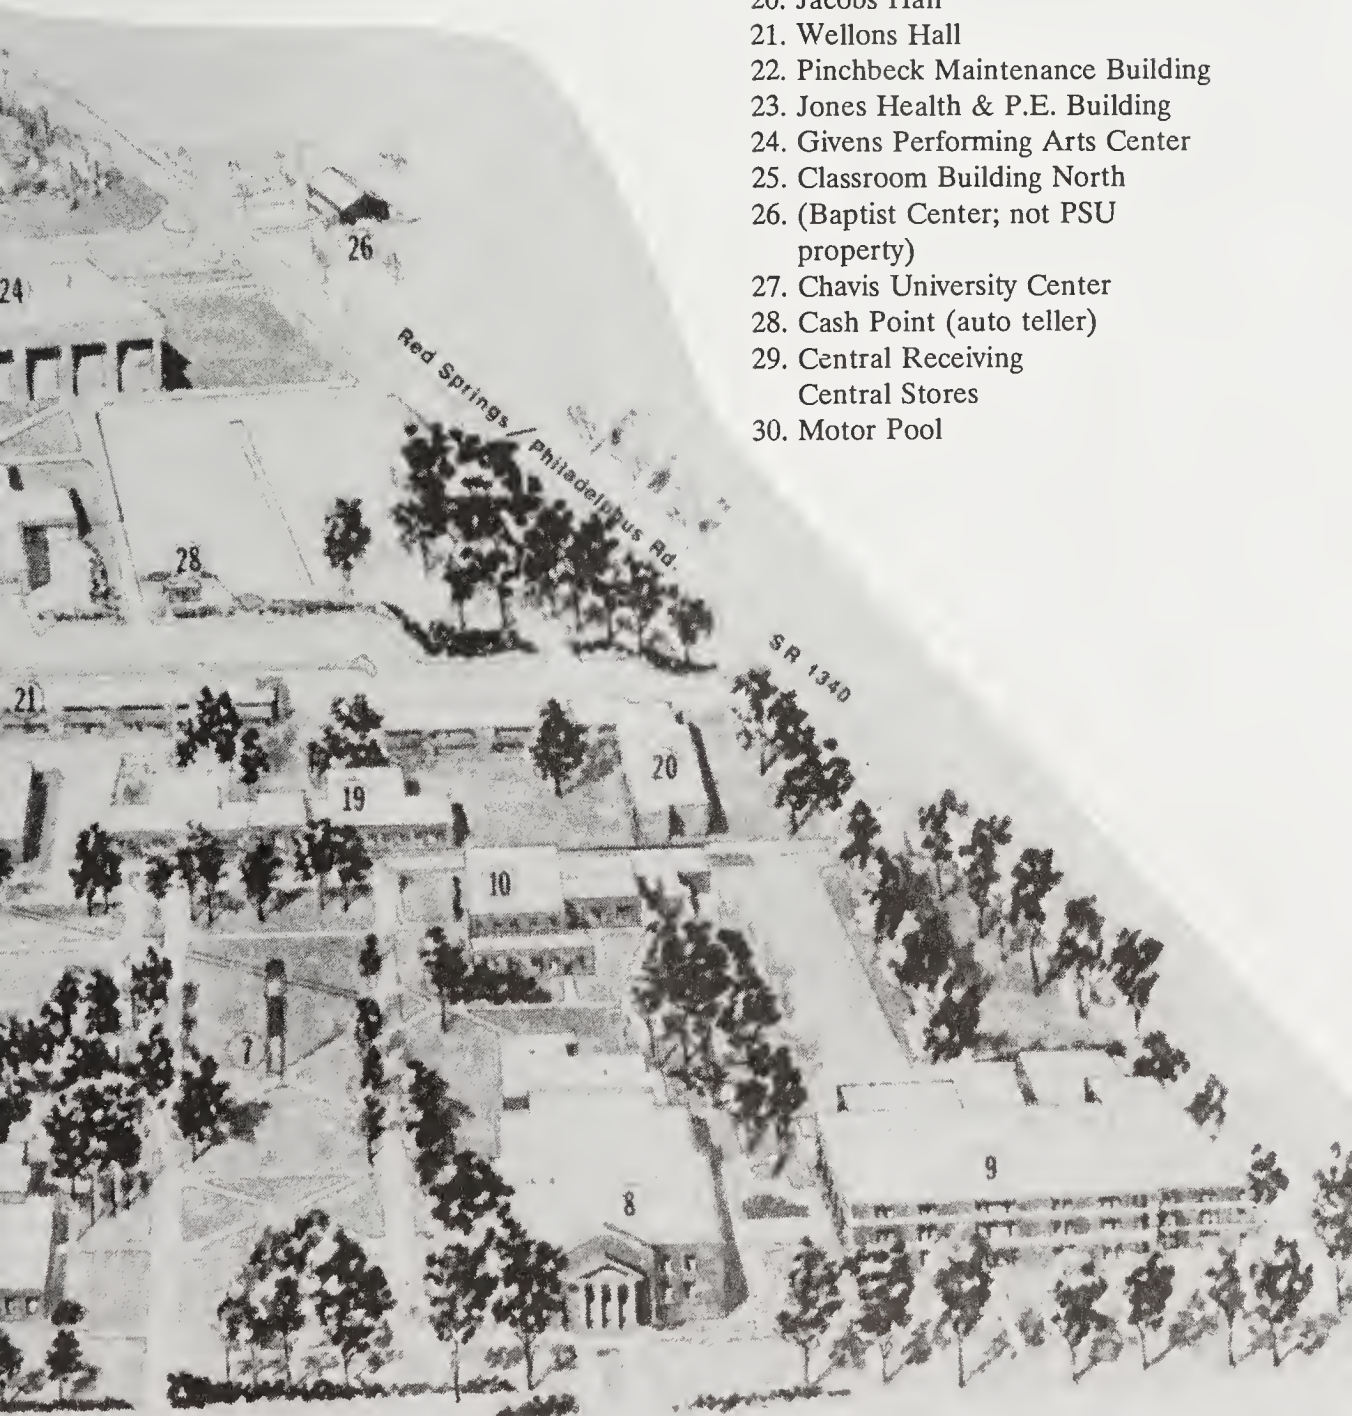 20. Jacobs Hall
21. Wellons Hall
22. Pinchbeck Maintenance Building
23. Jones Health & P.E. Building
24. Givens Performing Arts Center
25. Classroom Building North
26. (Baptist Center; not PSU
property)
27. Chavis University Center
28. Cash Point (auto teller)
29. Central Receiving
Central Stores
30. Motor Pool
26
24
Red Springs / Philadelphus Rd.
28
SR 1340
21
20
19
10
7
9
8